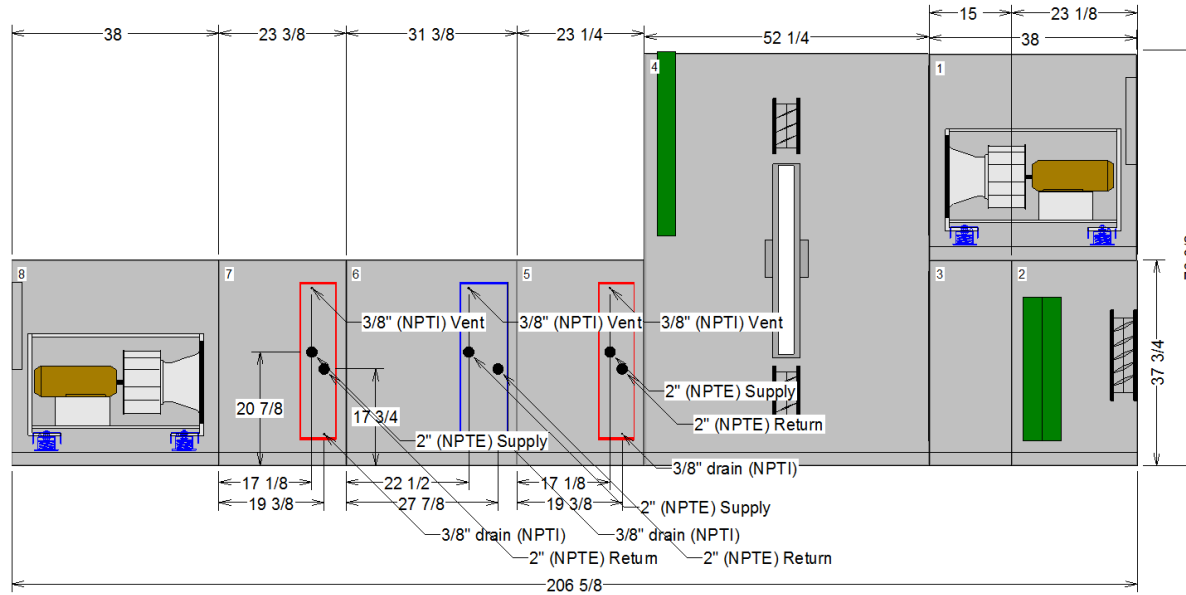 15
23 1/8
38
23 3/8
31 3/8
23 1/4
52 1/4
38
4
1
8
7
6
5
3
2
3/8" (NPTI) Vent
3/8" (NPTI) Vent
3/8" (NPTI) Vent
37 3/4
20 7/8
17 3/4
2" (NPTE) Supply
2" (NPTE) Return
2" (NPTE) Supply
3/8" drain (NPTI)
17 1/8
22 1/2
17 1/8
19 3/8
27 7/8
19 3/8
2" (NPTE) Supply
3/8" drain (NPTI)
3/8" drain (NPTI)
2" (NPTE) Return
2" (NPTE) Return
206 5/8